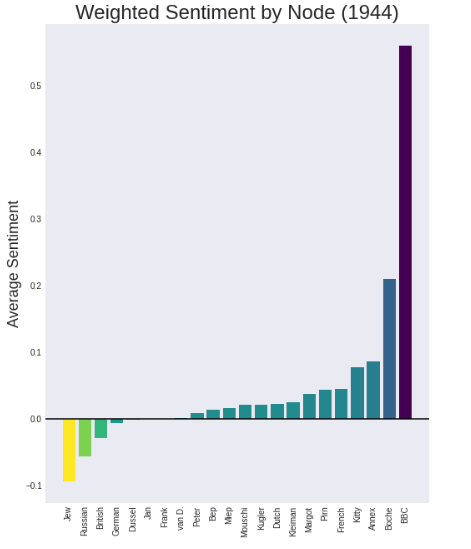 Weighted Sentiment by Node (1944)
Average Sentiment
0.5
0.4
0.3
0.2
0.1
0.0
−0.1
Jew
Russian
British
German
Dussel
Jan
Frank
van D.
Peter
Bep
Miep
Mouschi
Kugler
Dutch
Kleiman
Margot
Pim
French
Kitty
Annex
Boche
BBC